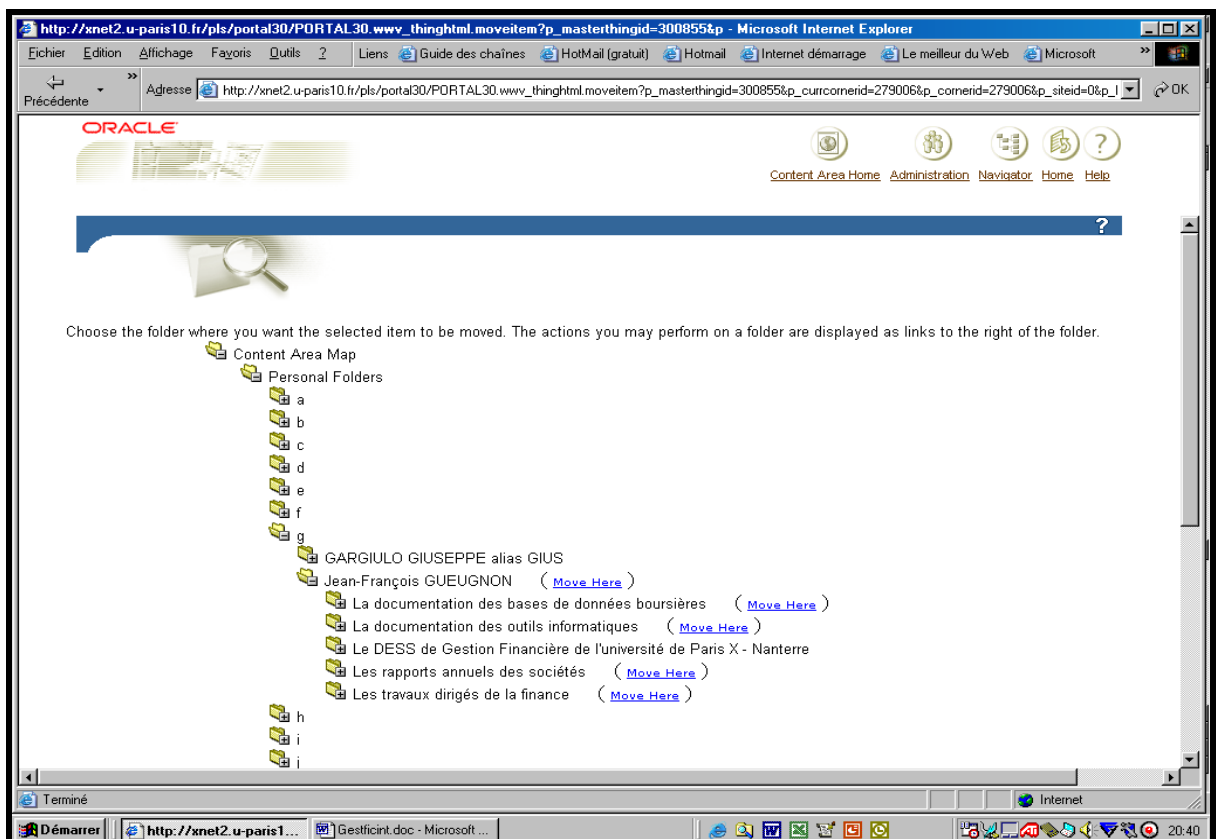 http://xnet2.u-paris10.fr/pls/portal30/PORTAL30.wwv_thinghtml.moveitem?p_masterthingid=300855&p - Microsoft Internet Explorer
Fichier Edition Affichage Favoris Outils ? Liens Guide des chaînes HotMail (gratuit) Hotmail Internet démarrage Le meilleur du Web Microsoft »
Précédente » Adresse http://xnet2.u-paris10.fr/pls/portal30/PORTAL30.wwv_thinghtml.moveitem?p_masterthingid=300855&p_currcornerid=279006&p_cornerid=279006&p_siteid=0&p_l OK
ORACLE
Content Area Home Administration Navigator Home Help
?
Choose the folder where you want the selected item to be moved. The actions you may perform on a folder are displayed as links to the right of the folder.
Content Area Map
Personal Folders
a
b
c
d
e
f
g
GARGIULO GIUSEPPE alias GIUS
Jean-François GUEUGNON ( Move Here )
La documentation des bases de données boursières ( Move Here )
La documentation des outils informatiques ( Move Here )
Le DESS de Gestion Financière de l'université de Paris X - Nanterre
Les rapports annuels des sociétés ( Move Here )
Les travaux dirigés de la finance ( Move Here )
h
i
j
Terminé Internet
Démarrer http://xnet2.u-paris1... Gestficint.doc - Microsoft ... 20:40